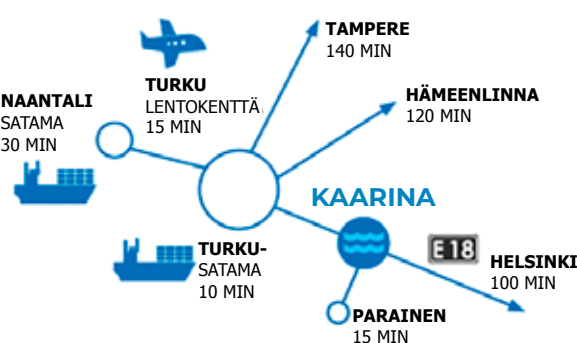 TAMPERE
140 MIN
TURKU
LENTOKENTTÄ
15 MIN
HÄMEENLINNA
120 MIN
NAANTALI
SATAMA
30 MIN
KAARINA
TURKU-
SATAMA
10 MIN
E18
HELSINKI
100 MIN
PARAINEN
15 MIN